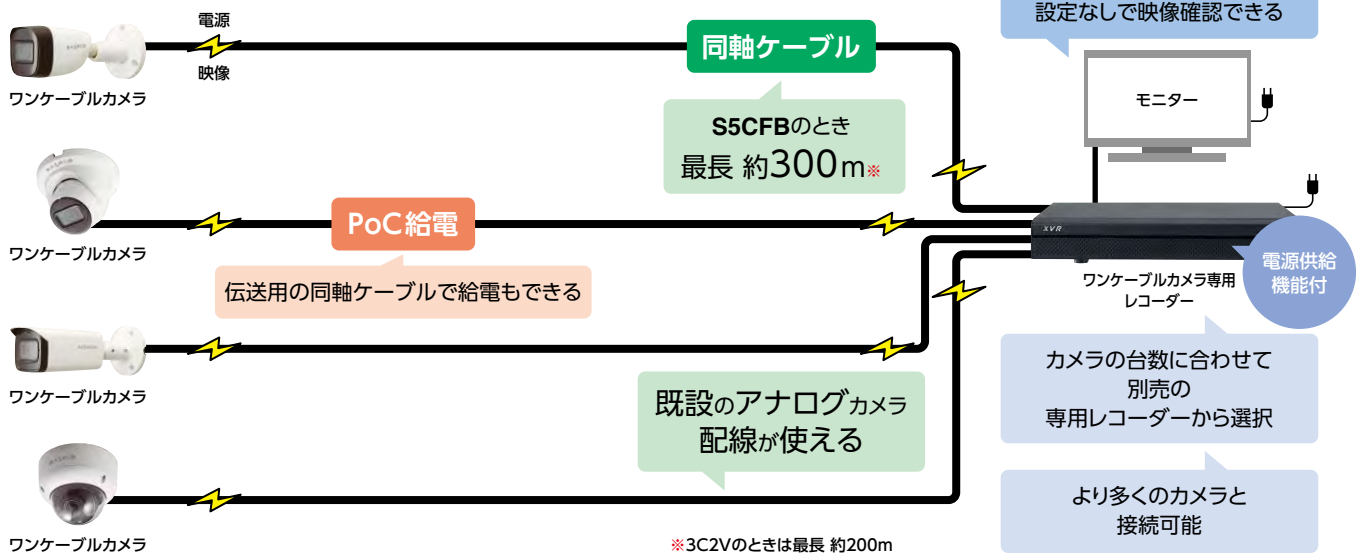 設定なしで映像確認できる
電源
映像
ワンケーブルカメラ
同軸ケーブル
S5CFBのとき
最長 約300m※
モニター
ワンケーブルカメラ
PoC給電
伝送用の同軸ケーブルで給電もできる
XVR
ワンケーブルカメラ専用
レコーダー
電源供給
機能付
ワンケーブルカメラ
既設のアナログカメラ
配線が使える
カメラの台数に合わせて
別売の
専用レコーダーから選択
より多くのカメラと
接続可能
ワンケーブルカメラ
※3C2Vのときは最長 約200m